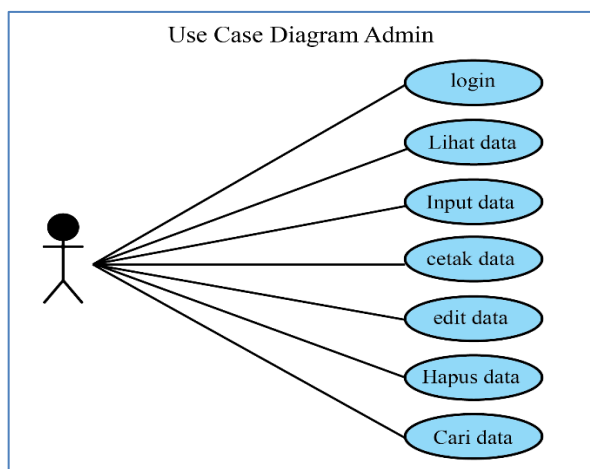 Use Case Diagram Admin
login
Lihat data
Input data
cetak data
edit data
Hapus data
Cari data